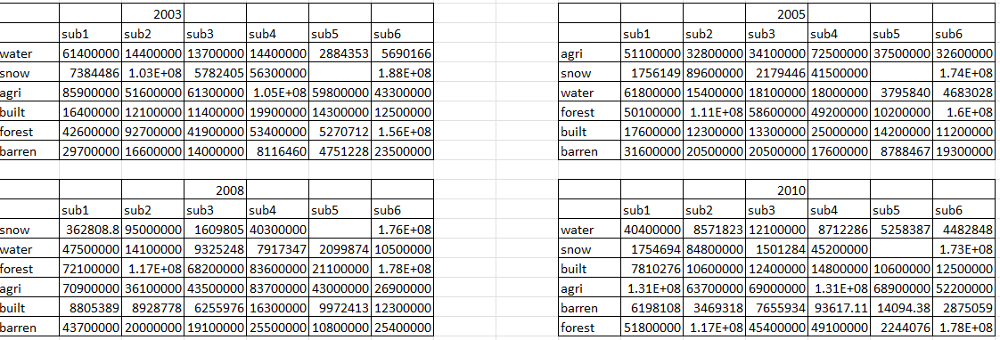 2003 2005
sub1 sub2 sub3 sub4 sub5 sub6 sub1 sub2 sub3 sub4 sub5 sub6
water 61400000 14400000 13700000 14400000 2884353 5690166 agri 51100000 32800000 34100000 72500000 37500000 32600000
snow 7384486 1.03E+08 5782405 56300000 1.88E+08 snow 1756149 89600000 2179446 41500000 1.74E+08
agri 85900000 51600000 61300000 1.05E+08 59800000 43300000 water 61800000 15400000 18100000 18000000 3795840 4683028
built 16400000 12100000 11400000 19900000 14300000 12500000 forest 50100000 1.11E+08 58600000 49200000 10200000 1.6E+08
forest 42600000 92700000 41900000 53400000 5270712 1.56E+08 built 17600000 12300000 13300000 25000000 14200000 11200000
barren 29700000 16600000 14000000 8116460 4751228 23500000 barren 31600000 20500000 20500000 17600000 8788467 19300000
2008 2010
sub1 sub2 sub3 sub4 sub5 sub6 sub1 sub2 sub3 sub4 sub5 sub6
snow 362808.8 95000000 1609805 40300000 1.76E+08 water 40400000 8571823 12100000 8712286 5258387 4482848
water 47500000 14100000 9325248 7917347 2099874 10500000 snow 1754694 84800000 1501284 45200000 1.73E+08
forest 72100000 1.17E+08 68200000 83600000 21100000 1.78E+08 built 7810276 10600000 12400000 14800000 10600000 12500000
agri 70900000 36100000 43500000 83700000 43000000 26900000 agri 1.31E+08 63700000 69000000 1.31E+08 68900000 52200000
built 8805389 8928778 6255976 16300000 9972413 12300000 barren 6198108 3469318 7655934 93617.11 14094.38 2875059
barren 43700000 20000000 19100000 25500000 10800000 25400000 forest 51800000 1.17E+08 45400000 49100000 2244076 1.78E+08